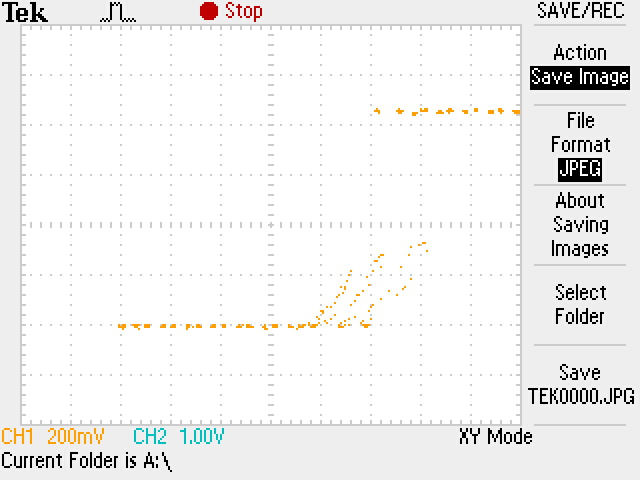 Tek
Stop
SAVE/REC
Action
Save Image
File
Format
JPEG
About
Saving
Images
Select
Folder
Save
TEK0000.JPG
CH1 200mV
CH2 1.00V
XY Mode
Current Folder is A:\